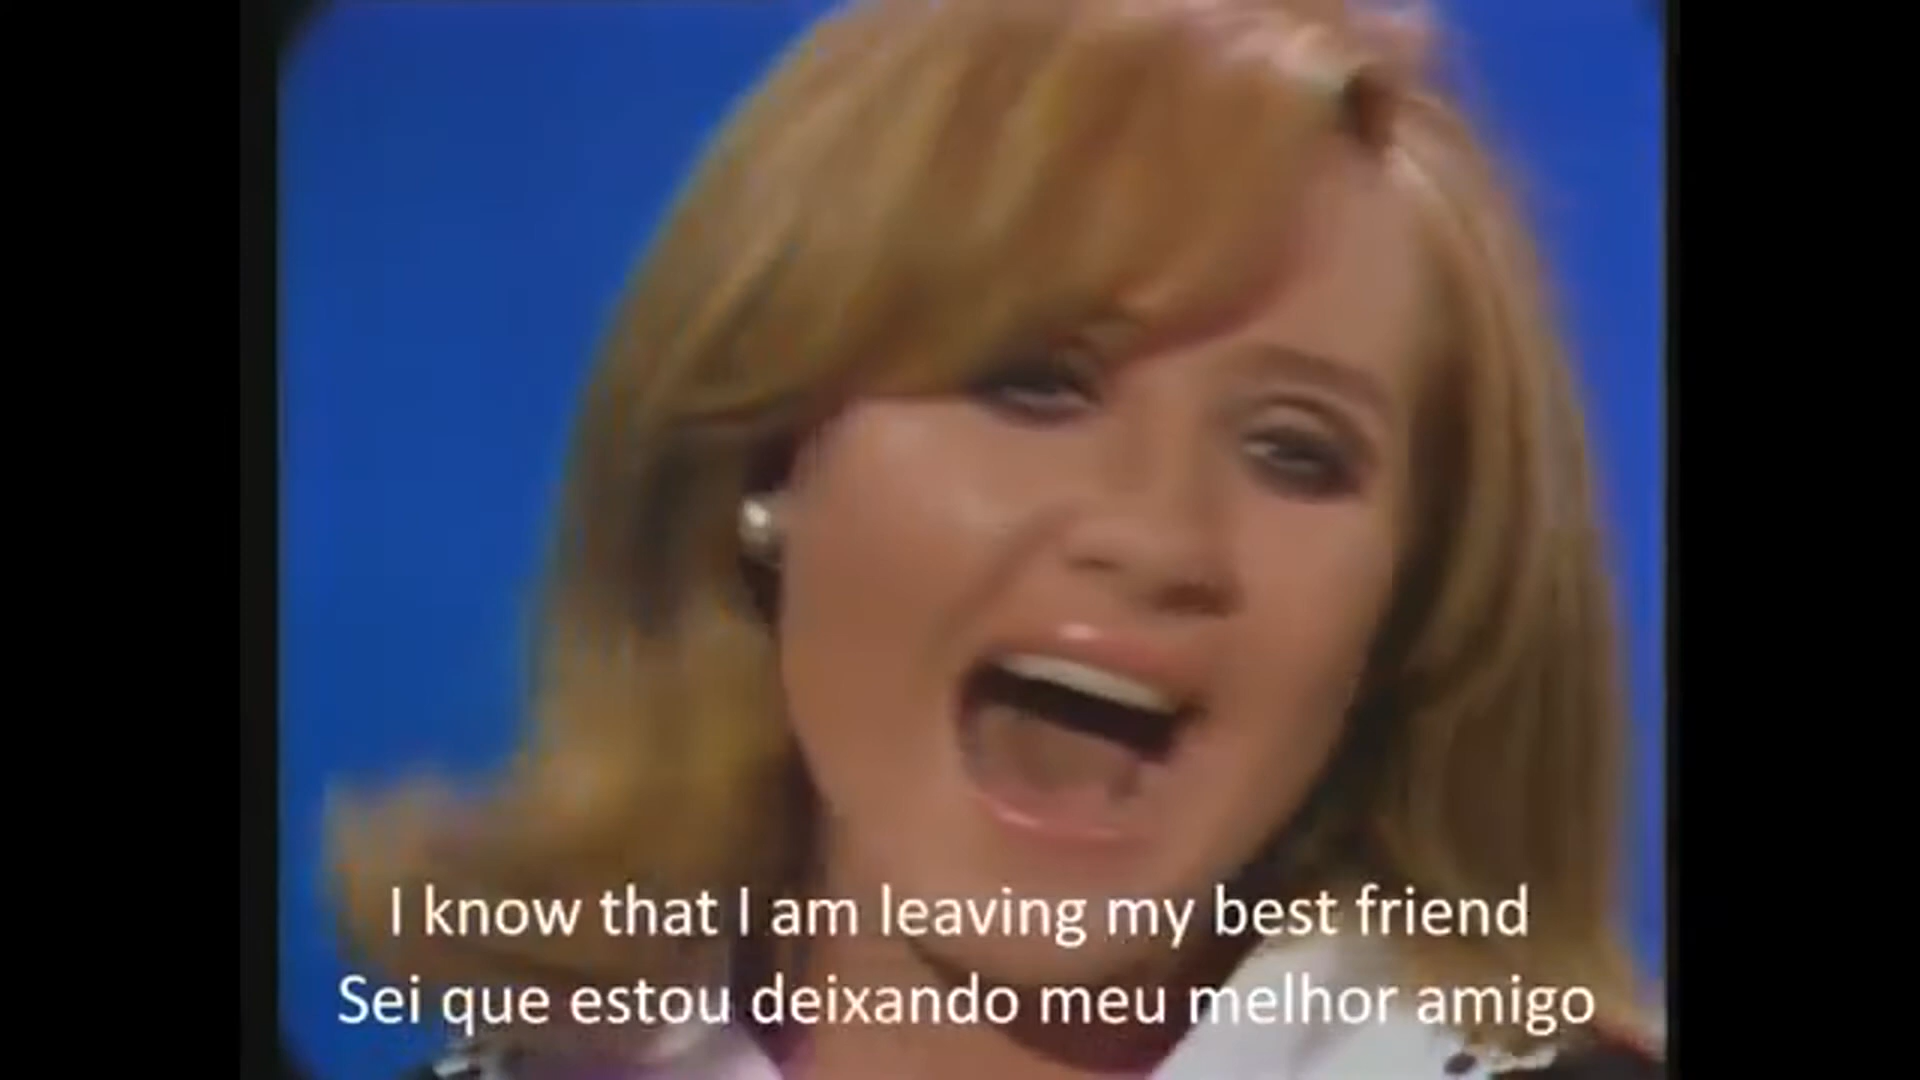 I know that I am leaving my best friend
Sei que estou deixando meu melhor amigo